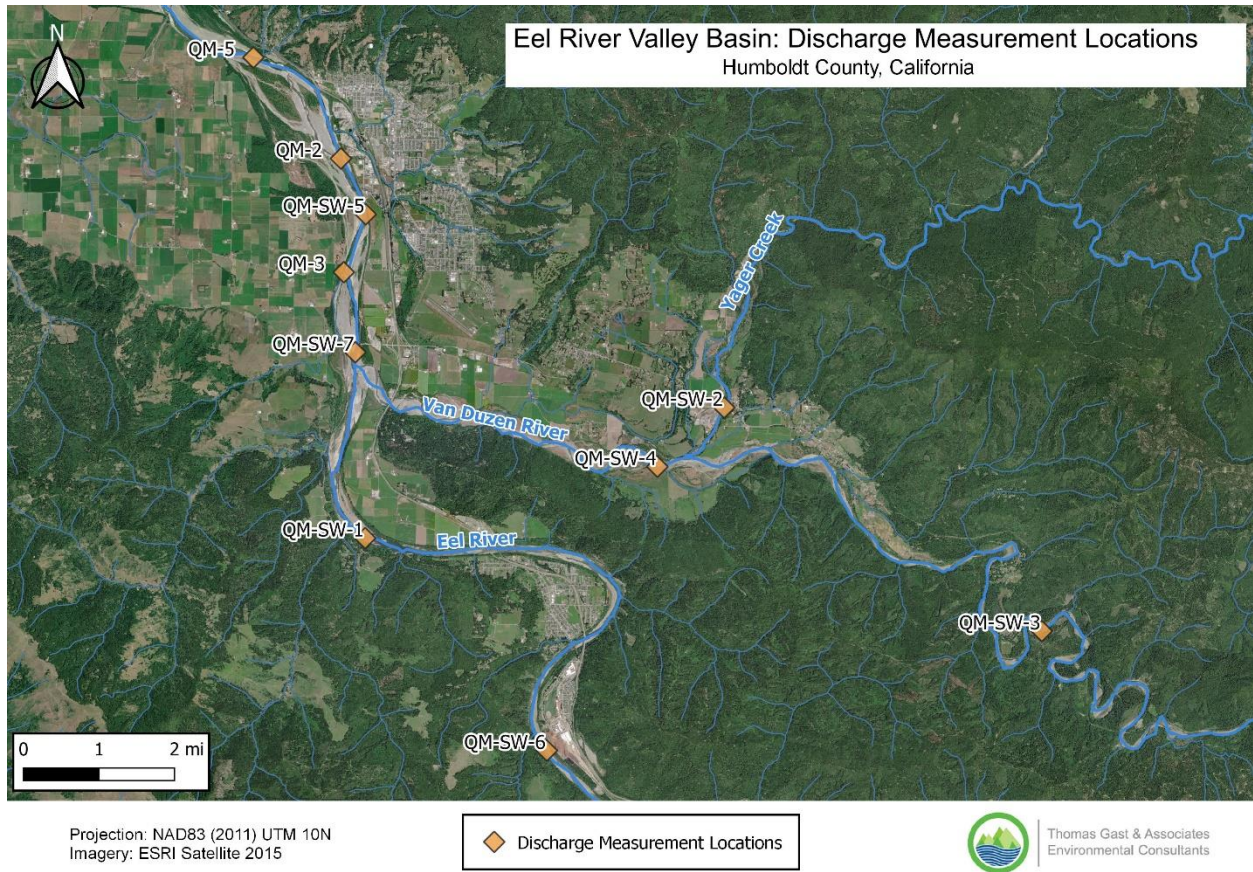 Eel River Valley Basin: Discharge Measurement Locations
Humboldt County, California
N
QM-5
QM-2
QM-SW-5
QM-3
QM-SW-7
Yager Creek
QM-SW-2
Van Duzen River
QM-SW-4
QM-SW-1
Eel River
QM-SW-3
QM-SW-6
0 1 2 mi
Projection: NAD83 (2011) UTM 10N
Imagery: ESRI Satellite 2015
Discharge Measurement Locations
Thomas Gast & Associates
Environmental Consultants